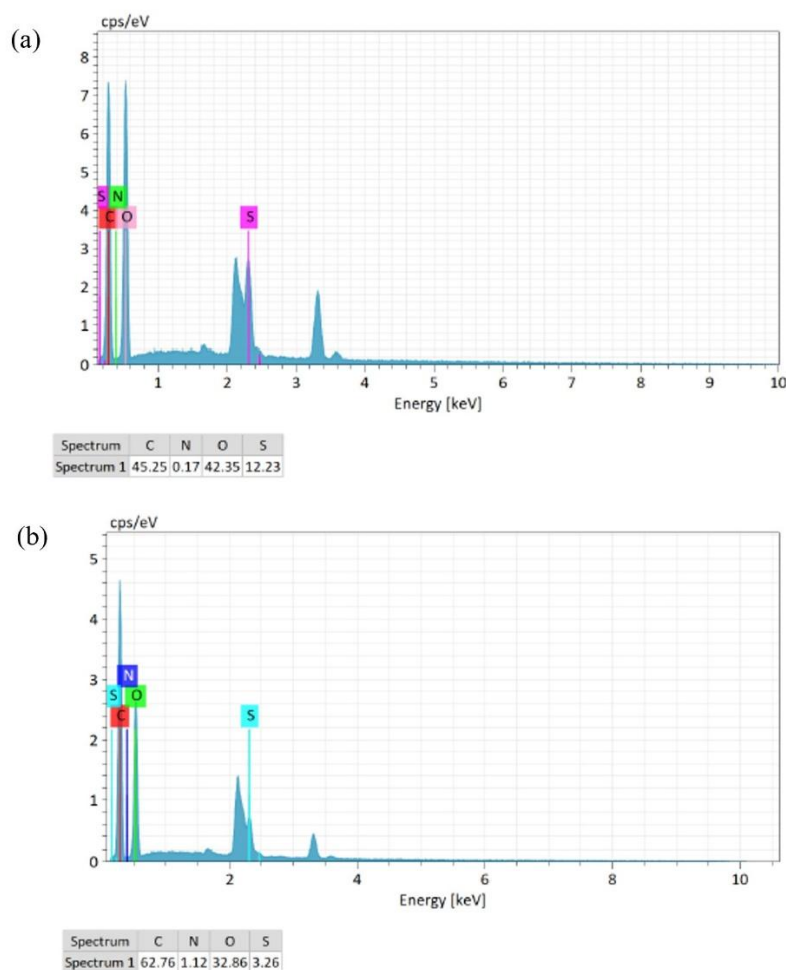 cps/eV
(a)
8
7
6
5
S N
4
C O S
3
2
1
0
1 2 3 4 5 6 7 8 9 10
Energy [keV]
Spectrum C N O S
Spectrum 1 45.25 0.17 42.35 12.23
cps/eV
(b)
5
4
N
3
S O S
C
2
1
0
2 4 6 8 10
Energy [keV]
Spectrum C N O S
Spectrum 1 62.76 1.12 32.86 3.26